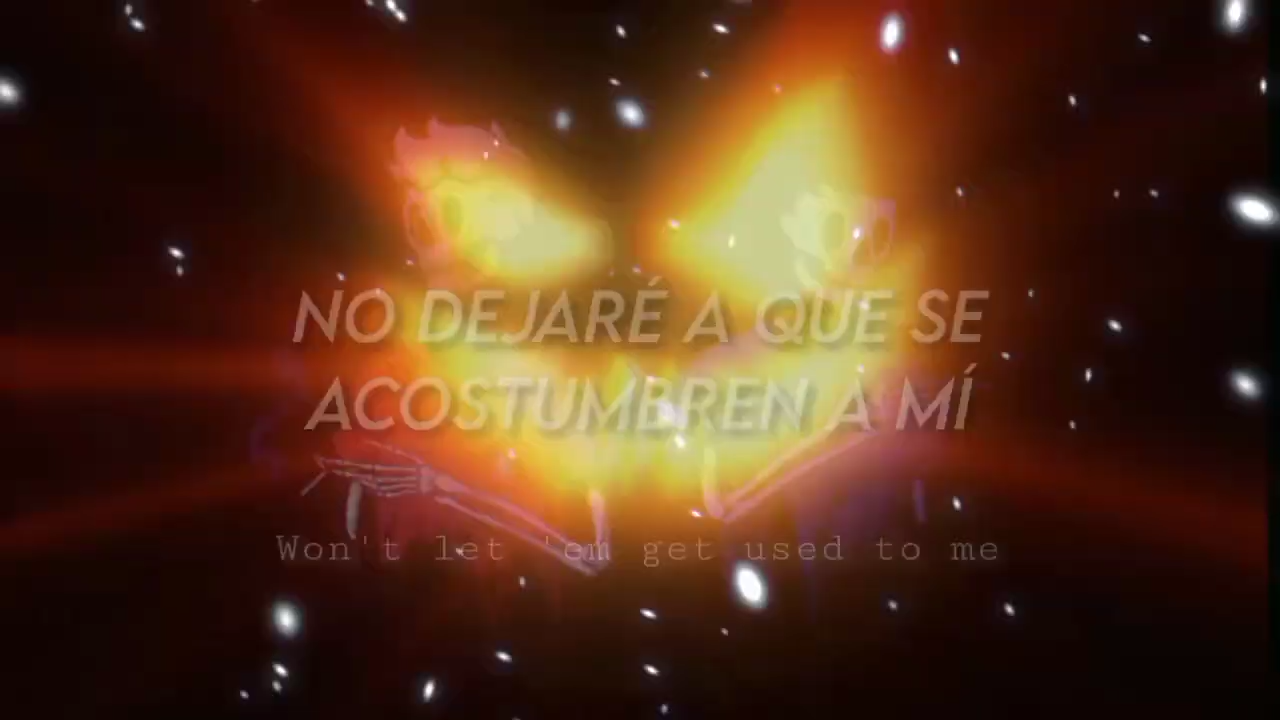 NO DEJARÉ A QUE SE
ACOSTUMBREN A MÍ
Won't let 'em get used to me